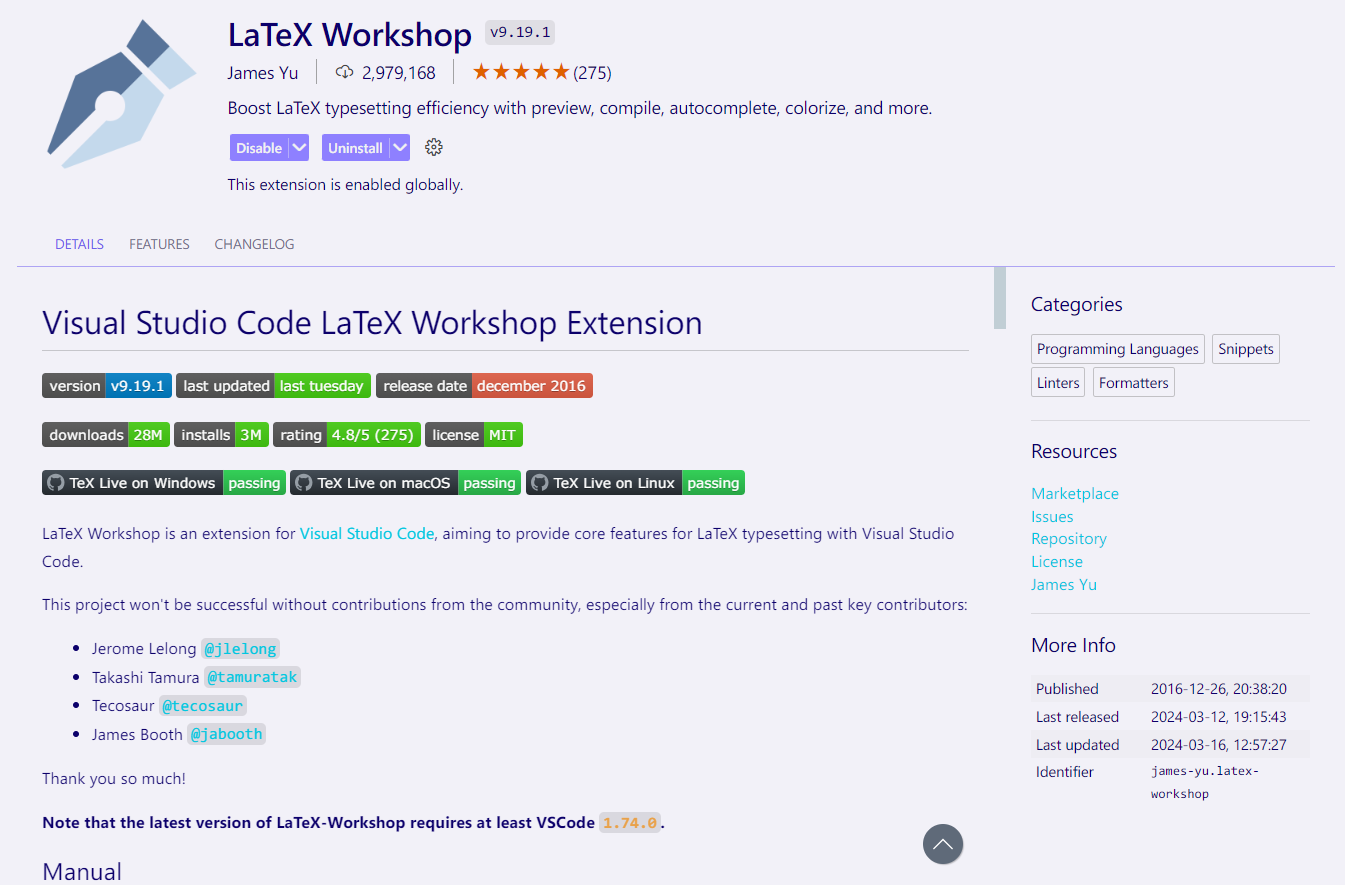 LaTeX Workshop v9.19.1
James Yu 2,979,168 (275)
Boost LaTeX typesetting efficiency with preview, compile, autocomplete, colorize, and more.
Disable Uninstall
This extension is enabled globally.
DETAILS FEATURES CHANGELOG
Visual Studio Code LaTeX Workshop Extension
version v9.19.1 last updated last tuesday release date december 2016
downloads 28M installs 3M rating 4.8/5 (275) license MIT
TeX Live on Windows passing TeX Live on macOS passing TeX Live on Linux passing
LaTeX Workshop is an extension for Visual Studio Code, aiming to provide core features for LaTeX typesetting with Visual Studio
Code.
This project won't be successful without contributions from the community, especially from the current and past key contributors:
Jerome Lelong @jlelong
Takashi Tamura @tamuratak
Tecosaur @tecosaur
James Booth @jabooth
Thank you so much!
Note that the latest version of LaTeX-Workshop requires at least VSCode 1.74.0.
Manual
Categories
Programming Languages Snippets
Linters Formatters
Resources
Marketplace
Issues
Repository
License
James Yu
More Info
Published 2016-12-26, 20:38:20
Last released 2024-03-12, 19:15:43
Last updated 2024-03-16, 12:57:27
Identifier james-yu.latex-
workshop